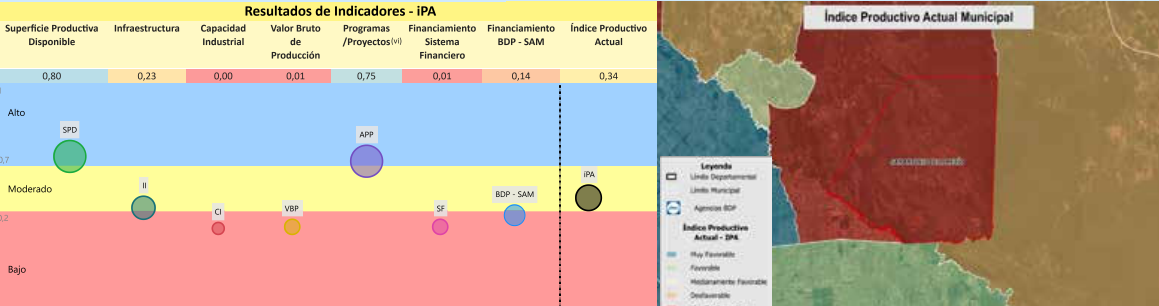 Resultados de Indicadores - iPA
Superficie Productiva
Disponible
Infraestructura
Capacidad
Industrial
Valor Bruto
de
Producción
Programas
/Proyectos(vi)
Financiamiento
Sistema
Financiero
Financiamiento
BDP - SAM
Índice Productivo
Actual
0,80
0,23
0,00
0,01
0,75
0,01
0,14
0,34
Alto
SPD
APP
0,7
Moderado
II
iPA
BDP - SAM
CI
VBP
SF
0,2
Bajo
Índice Productivo Actual Municipal
Leyenda
Límite Departamental
Límite Municipal
Agencias BDP
Índice Productivo
Actual - IPA
Muy Favorable
Favorable
Medianamente Favorable
Desfavorable